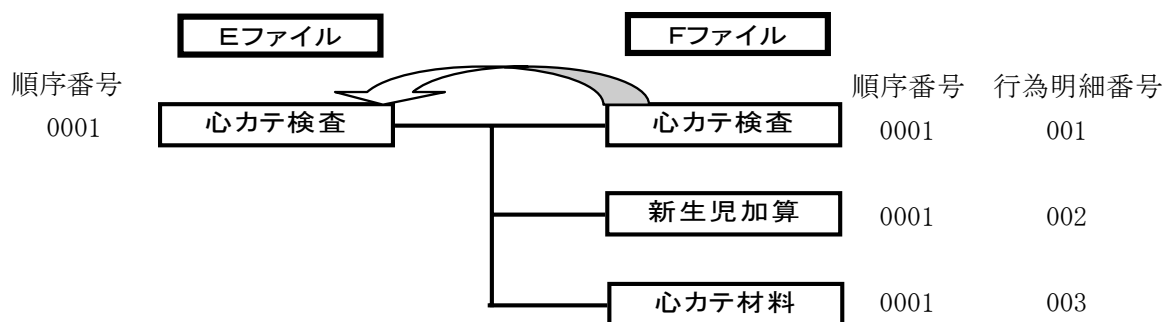 Eファイル Fファイル
順序番号 順序番号 行為明細番号
0001 心カテ検査 心カテ検査 0001 001
新生児加算 0001 002
心カテ材料 0001 003